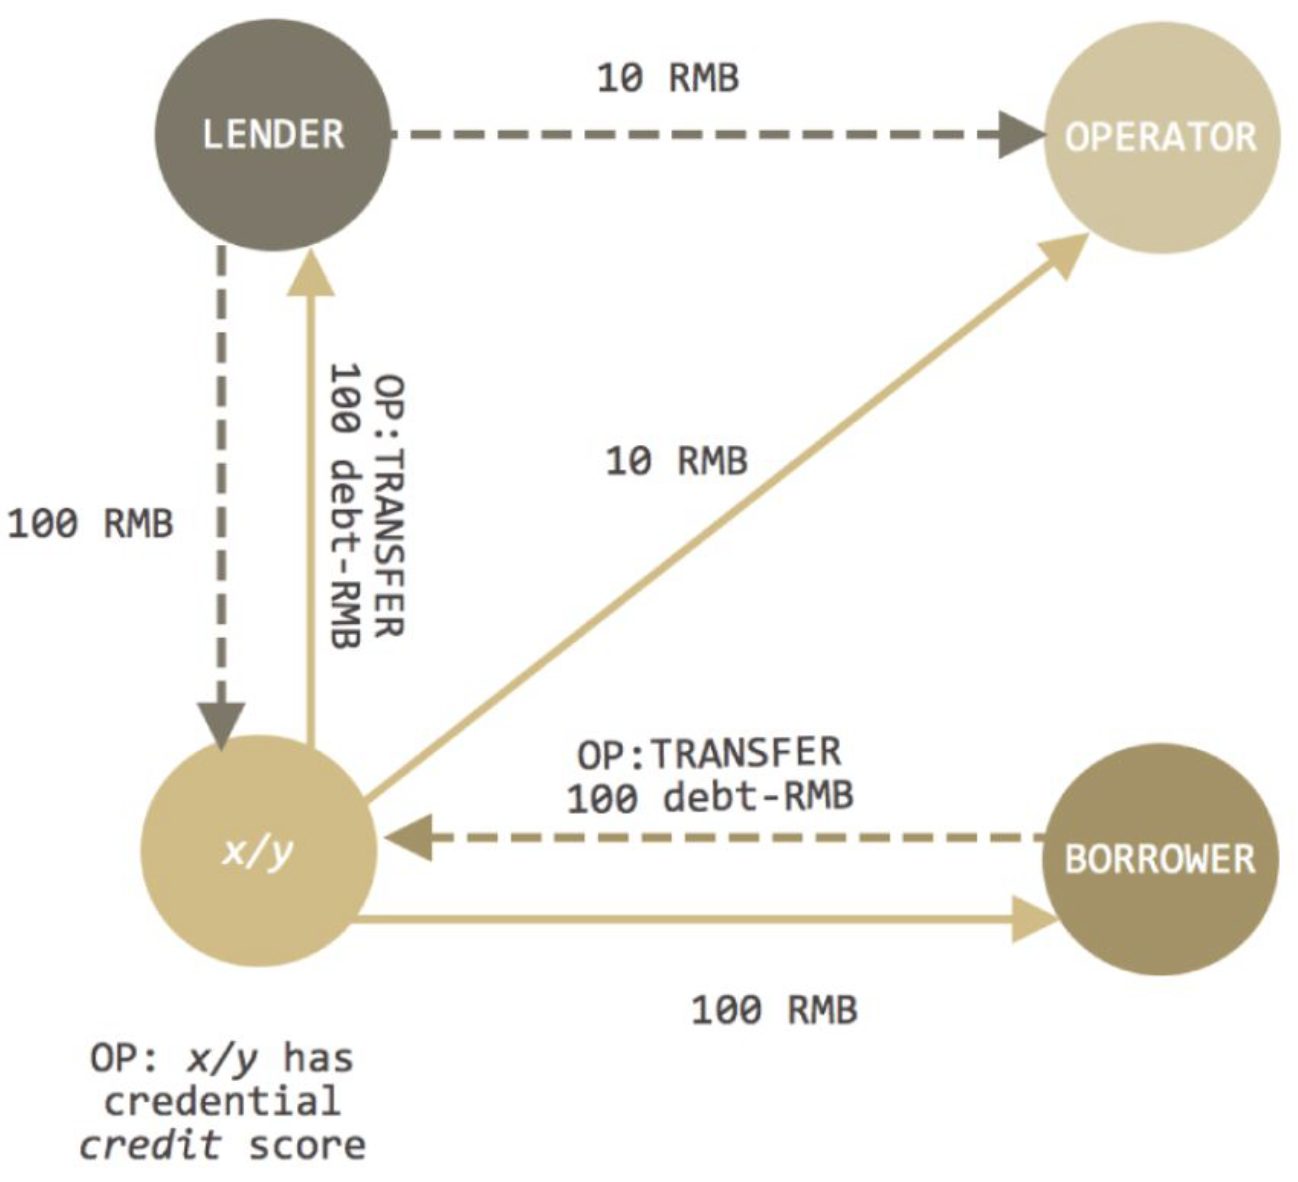 10 RMB
LENDER
OPERATOR
OP:TRANSFER
100 debt-RMB
10 RMB
100 RMB
OP:TRANSFER
100 debt-RMB
x/y
BORROWER
100 RMB
OP: x/y has
credential
credit score